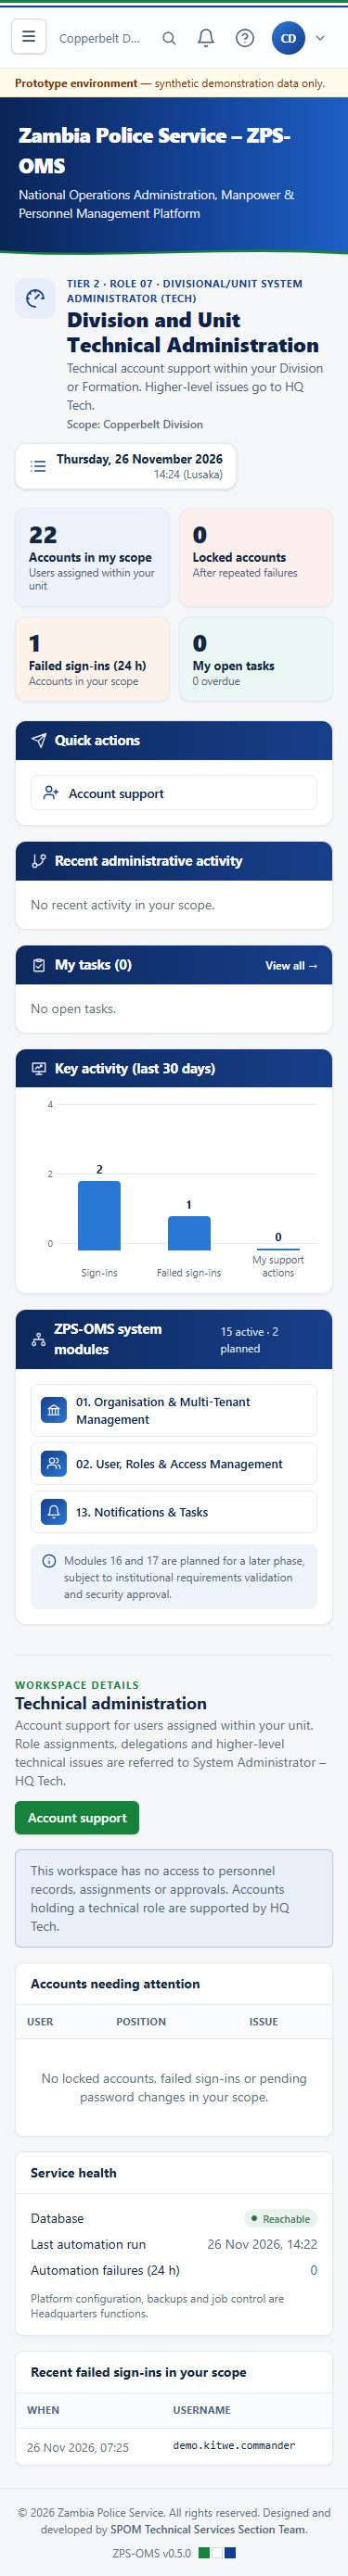 Copperbelt D...
CD
Prototype environment — synthetic demonstration data only.
Zambia Police Service – ZPS-
OMS
National Operations Administration, Manpower &
Personnel Management Platform
TIER 2 · ROLE 07 · DIVISIONAL/UNIT SYSTEM
ADMINISTRATOR (TECH)
Division and Unit
Technical Administration
Technical account support within your Division
or Formation. Higher-level issues go to HQ
Tech.
Scope: Copperbelt Division
Thursday, 26 November 2026
14:24 (Lusaka)
22
Accounts in my scope
Users assigned within your
unit
0
Locked accounts
After repeated failures
1
Failed sign-ins (24 h)
Accounts in your scope
0
My open tasks
0 overdue
Quick actions
Account support
Recent administrative activity
No recent activity in your scope.
My tasks (0)
View all →
No open tasks.
Key activity (last 30 days)
4
2
0
2
1
0
Sign-ins
Failed sign-ins
My support
actions
ZPS-OMS system
modules
15 active · 2
planned
01. Organisation & Multi-Tenant
Management
02. User, Roles & Access Management
13. Notifications & Tasks
Modules 16 and 17 are planned for a later phase,
subject to institutional requirements validation
and security approval.
WORKSPACE DETAILS
Technical administration
Account support for users assigned within your unit.
Role assignments, delegations and higher-level
technical issues are referred to System Administrator –
HQ Tech.
Account support
This workspace has no access to personnel
records, assignments or approvals. Accounts
holding a technical role are supported by HQ
Tech.
Accounts needing attention
USER POSITION ISSUE
No locked accounts, failed sign-ins or pending
password changes in your scope.
Service health
Database Reachable
Last automation run 26 Nov 2026, 14:22
Automation failures (24 h) 0
Platform configuration, backups and job control are
Headquarters functions.
Recent failed sign-ins in your scope
WHEN USERNAME
26 Nov 2026, 07:25 demo.kitwe.commander
© 2026 Zambia Police Service. All rights reserved. Designed and
developed by SPOM Technical Services Section Team.
ZPS-OMS v0.5.0